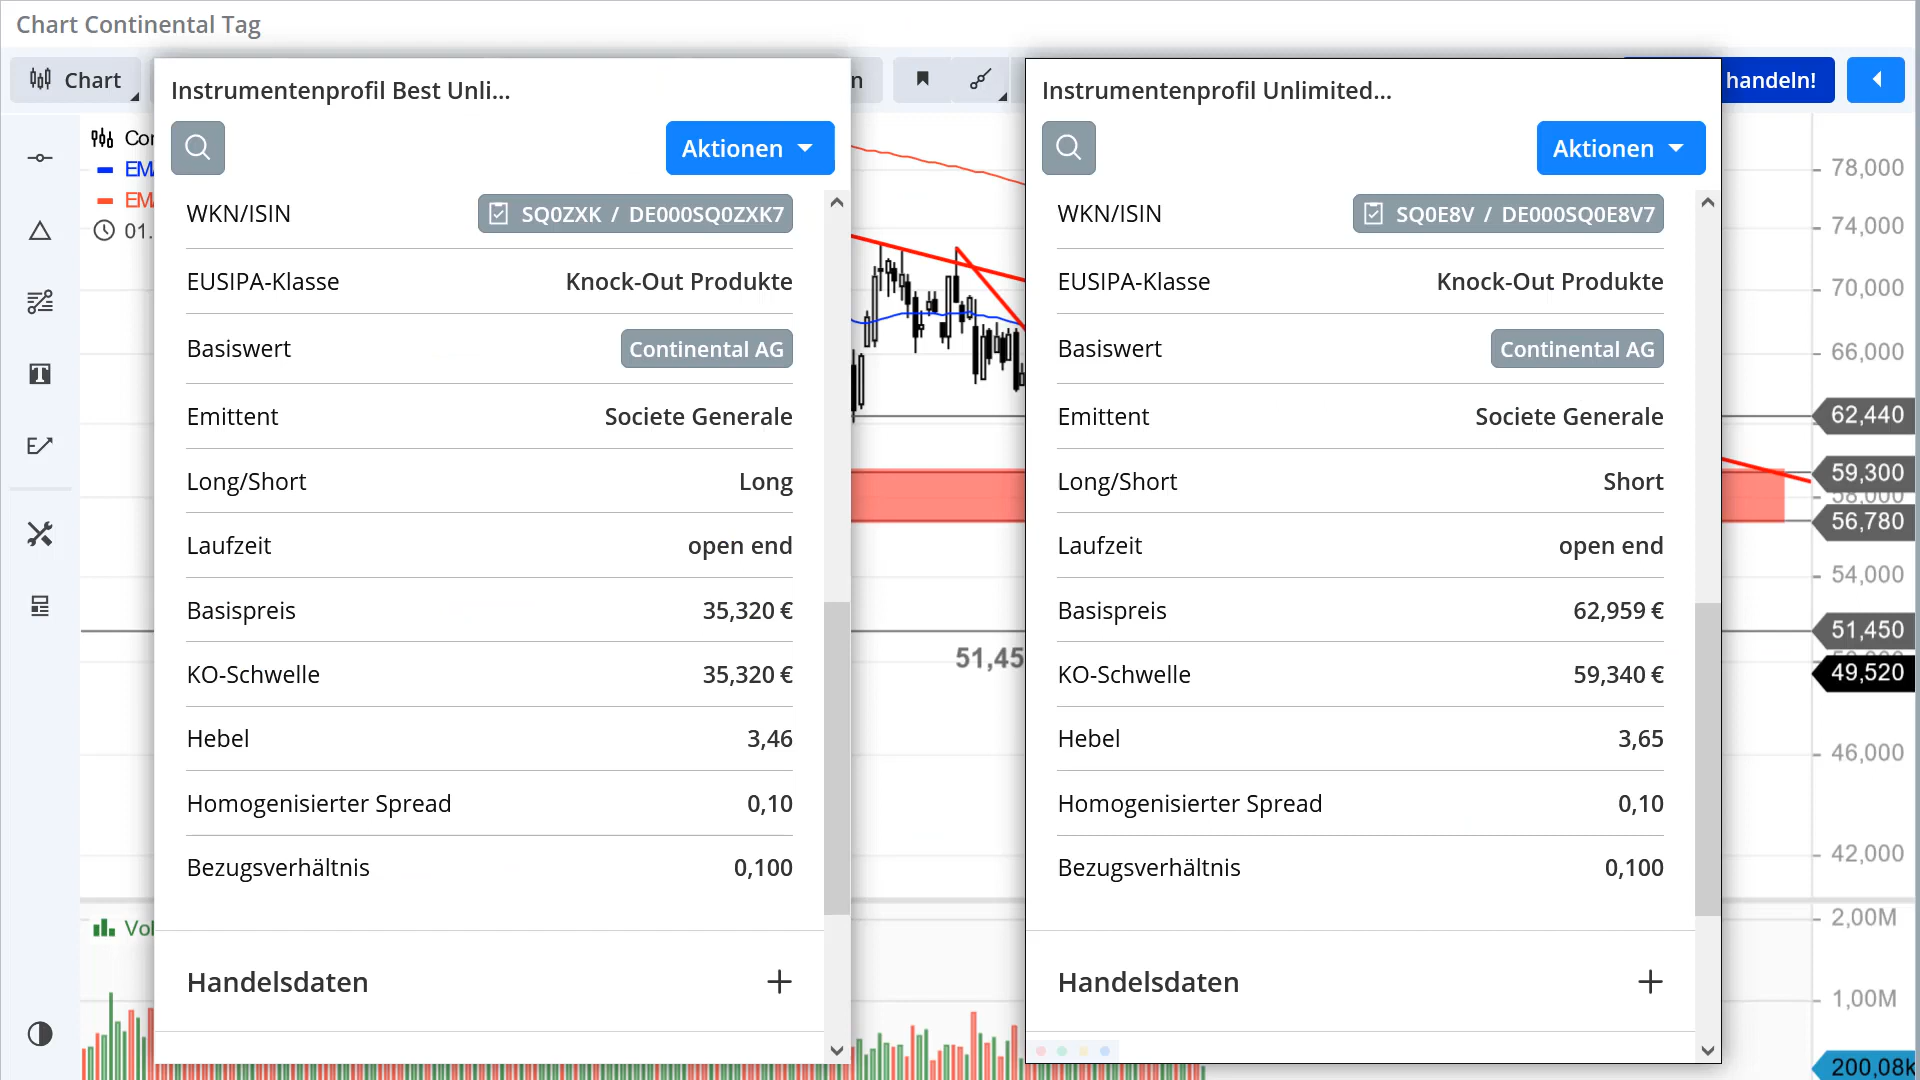 Chart Continental Tag
Chart
handeln!
EM
EM
01.
Instrumentenprofil Best Unli...
Aktionen
WKN/ISIN
SQ0ZXK / DE000SQ0ZXK7
EUSIPA-Klasse
Knock-Out Produkte
Basiswert
Continental AG
Emittent
Societe Generale
Long/Short
Long
Laufzeit
open end
Basispreis
35,320 €
KO-Schwelle
35,320 €
Hebel
3,46
Homogenisierter Spread
0,10
Bezugsverhältnis
0,100
Handelsdaten
Instrumentenprofil Unlimited...
Aktionen
WKN/ISIN
SQ0E8V / DE000SQ0E8V7
EUSIPA-Klasse
Knock-Out Produkte
Basiswert
Continental AG
Emittent
Societe Generale
Long/Short
Short
Laufzeit
open end
Basispreis
62,959 €
KO-Schwelle
59,340 €
Hebel
3,65
Homogenisierter Spread
0,10
Bezugsverhältnis
0,100
Handelsdaten
51,45
78,000
74,000
70,000
66,000
62,440
59,300
58,000
56,780
54,000
51,450
49,520
46,000
42,000
2,00M
1,00M
200,08k